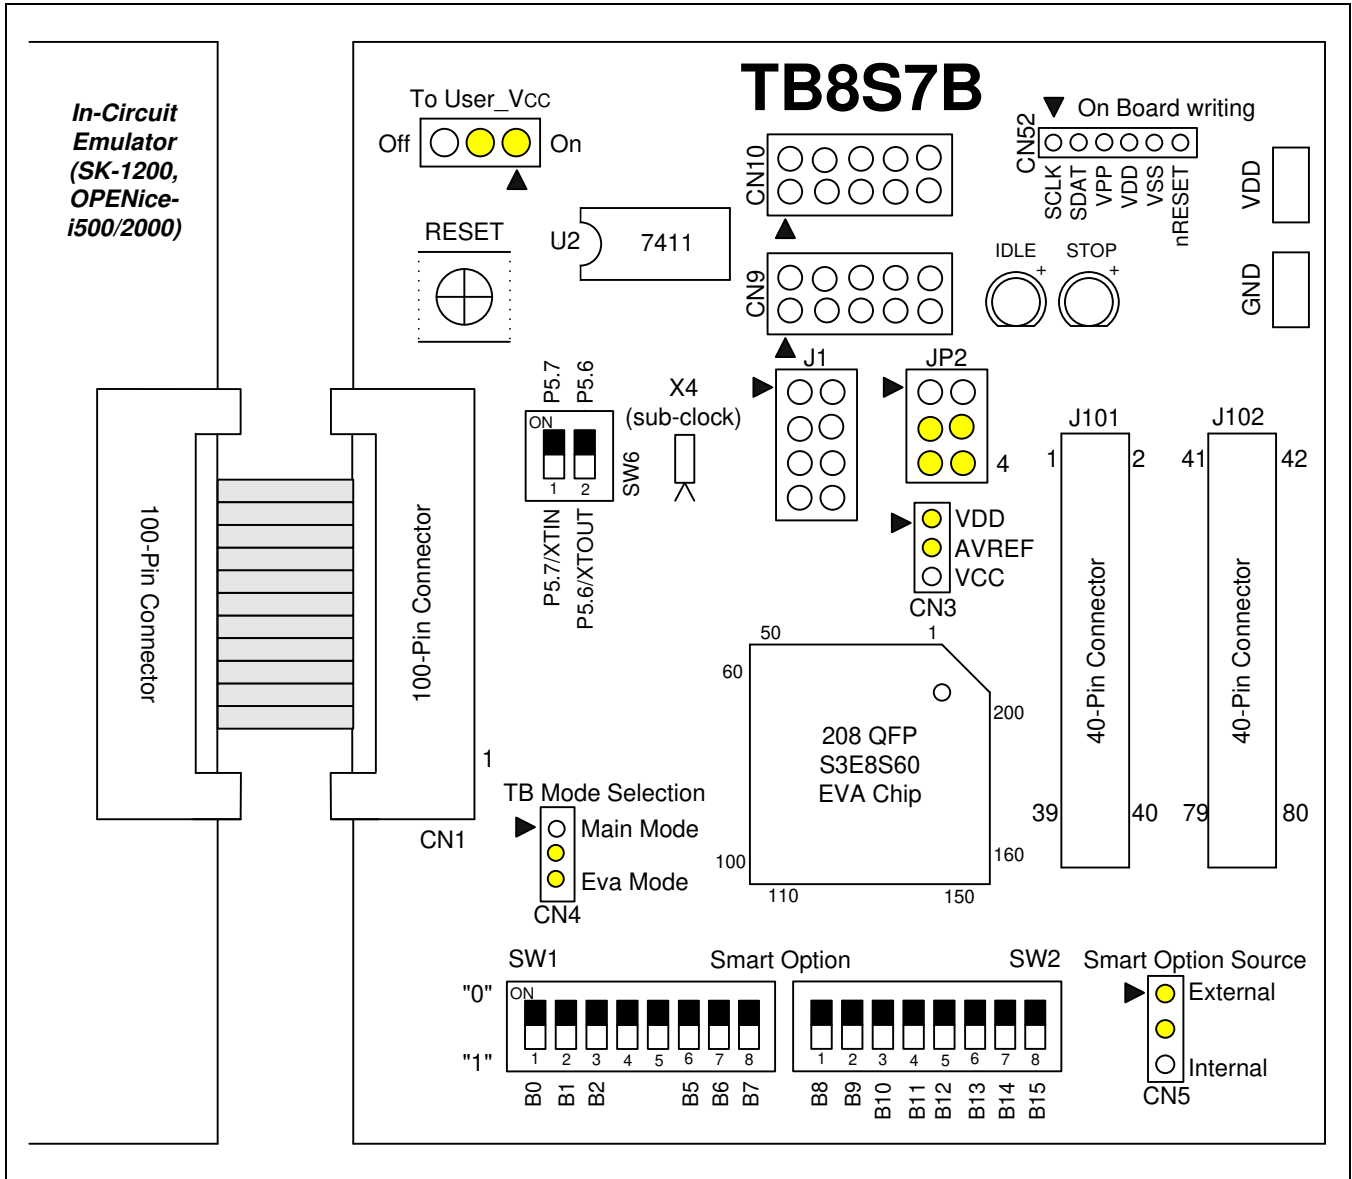 TB8S7B
In-Circuit
Emulator
(SK-1200,
OPENice-
i500/2000)
To User_VCC
Off
On
RESET
U2
7411
CN10
CN9
CN52
On Board writing
SCLK
SDAT
VPP
VDD
VSS
nRESET
VDD
GND
IDLE
+
STOP
+
P5.7
P5.6
ON
1
2
SW6
P5.7/XTIN
P5.6/XTOUT
X4
(sub-clock)
J1
JP2
4
VDD
AVREF
VCC
CN3
J101
1
2
40-Pin Connector
39
40
J102
41
42
40-Pin Connector
79
80
100-Pin Connector
100-Pin Connector
1
CN1
50
1
60
200
208 QFP
S3E8S60
EVA Chip
100
160
110
150
TB Mode Selection
Main Mode
Eva Mode
CN4
SW1
Smart Option
SW2
"0"
ON
"1"
1 2 3 4 5 6 7 8
B0 B1 B2 B5 B6 B7
1 2 3 4 5 6 7 8
B8 B9 B10 B11 B12 B13 B14 B15
Smart Option Source
External
Internal
CN5